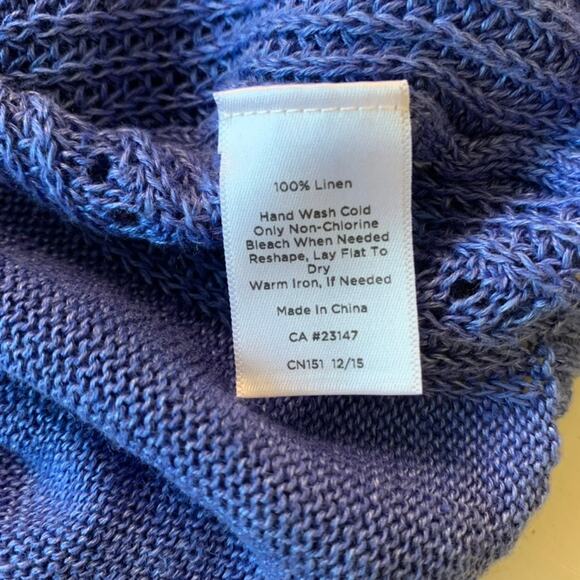 100% Linen
Hand Wash Cold
Only Non-Chlorine
Bleach When Needed
Reshape, Lay Flat To
Dry
Warm Iron, If Needed
Made In China
CA #23147
CN151 12/15